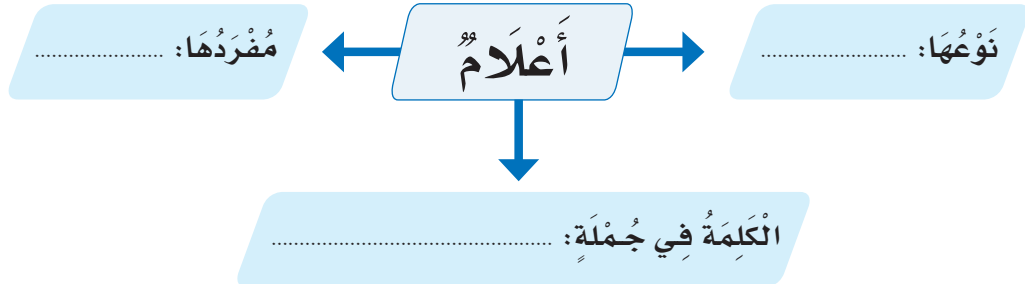 أَعْلَامٌ
نَوْعُهَا: ......................
مُفْرَدُهَا: ......................
الْكَلِمَةُ فِي جُمْلَةٍ: ................................................